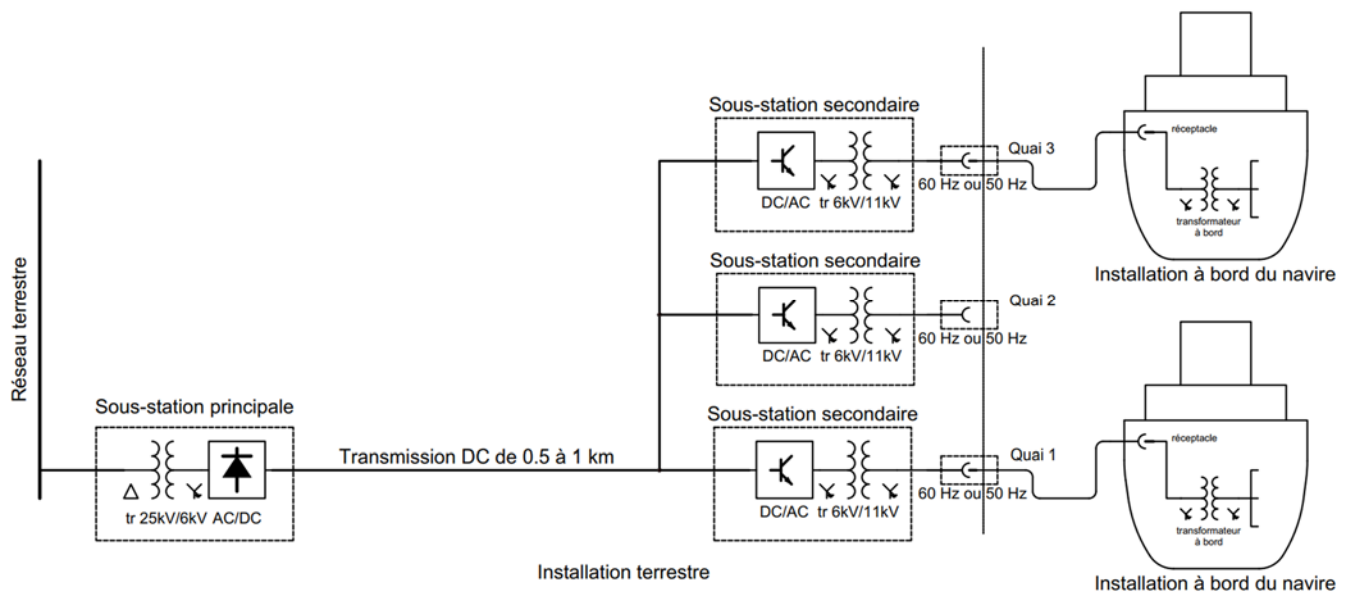 Réseau terrestre
Sous-station principale
tr 25kV/6kV AC/DC
Transmission DC de 0.5 à 1 km
Sous-station secondaire
DC/AC tr 6kV/11kV
Quai 3
60 Hz ou 50 Hz
réceptacle
transformateur
à bord
Installation à bord du navire
Sous-station secondaire
DC/AC tr 6kV/11kV
Quai 2
60 Hz ou 50 Hz
Sous-station secondaire
DC/AC tr 6kV/11kV
Quai 1
60 Hz ou 50 Hz
réceptacle
transformateur
à bord
Installation à bord du navire
Installation terrestre